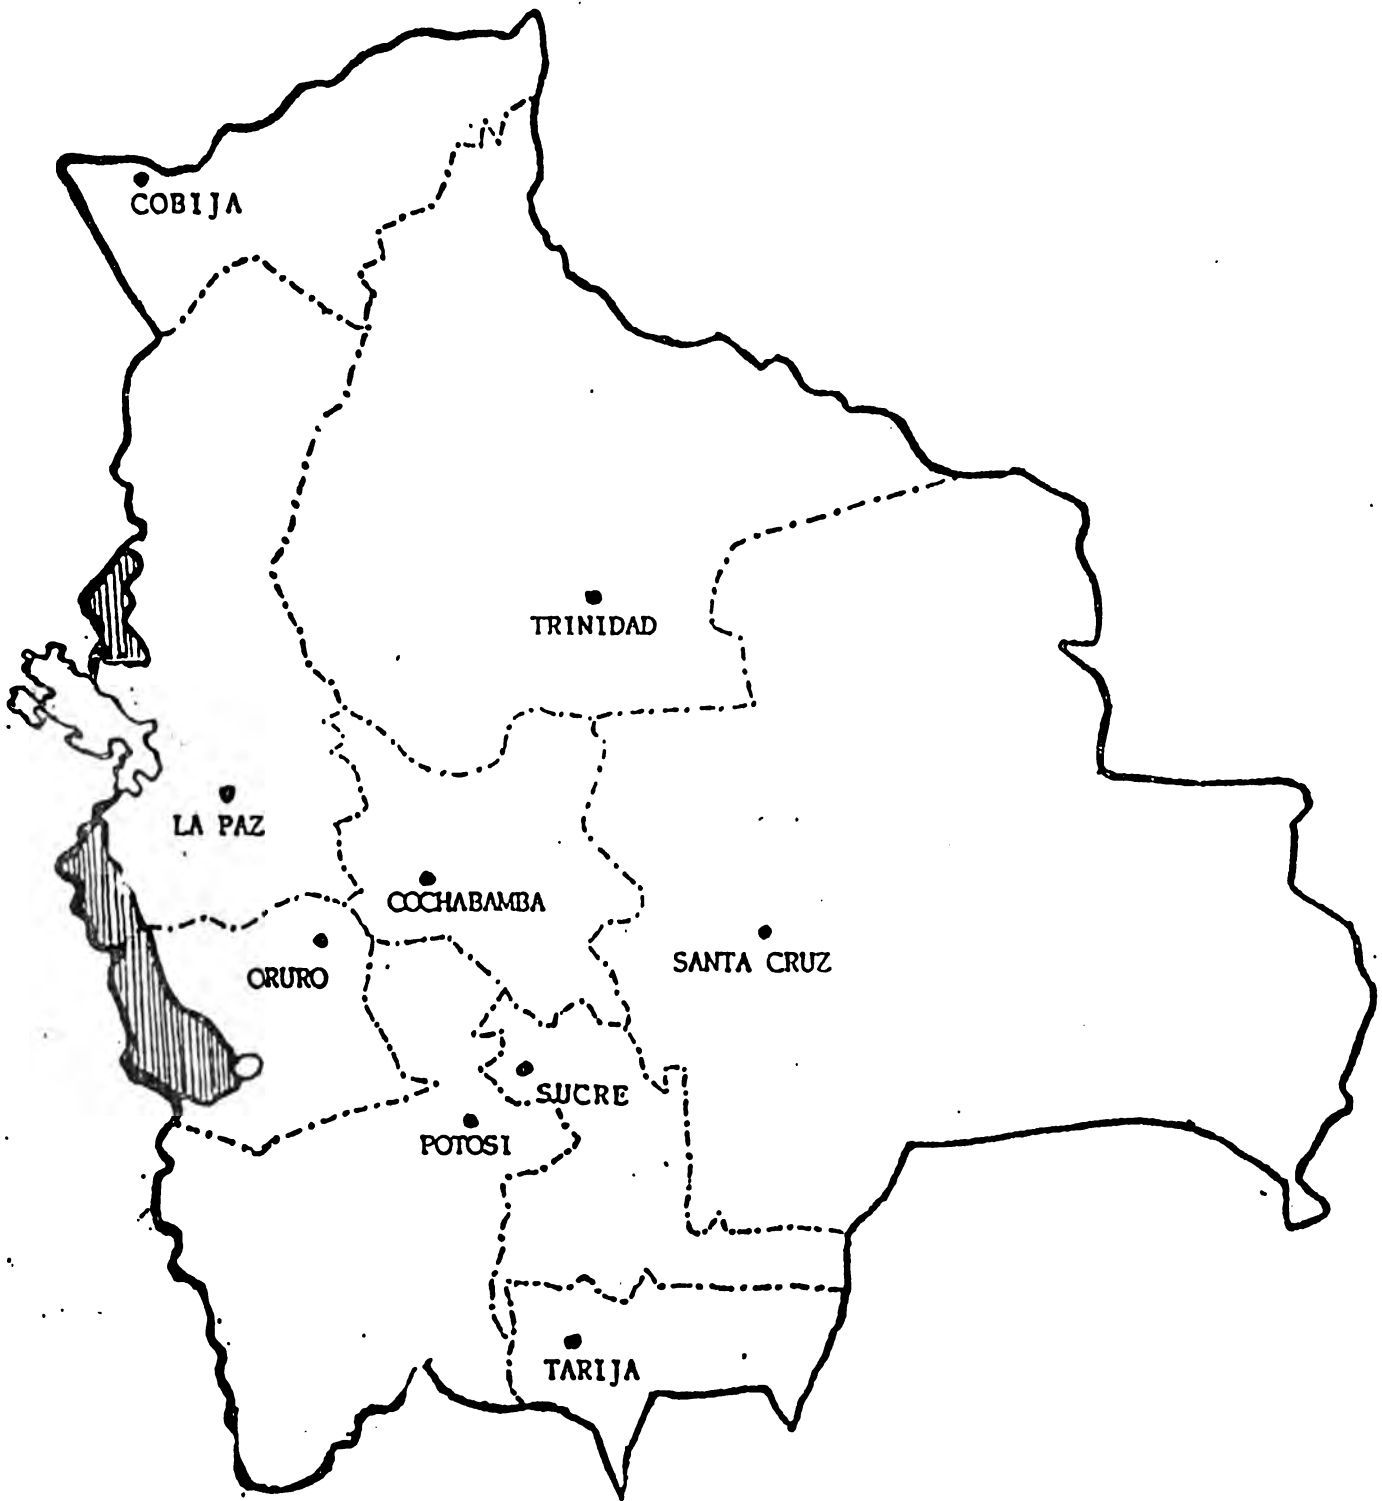 COBIJA
TRINIDAD
LA PAZ
COCHABAMBA
SANTA CRUZ
ORURO
SUCRE
POTOSI
TARIJA